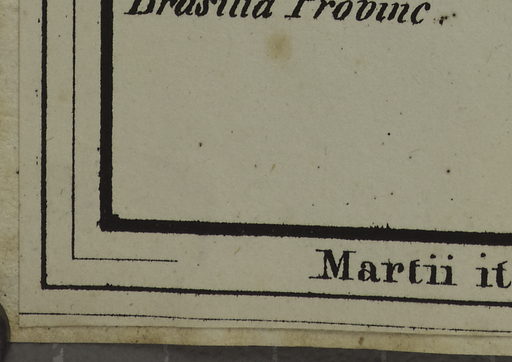 Brasilia Provinc.
Martii it